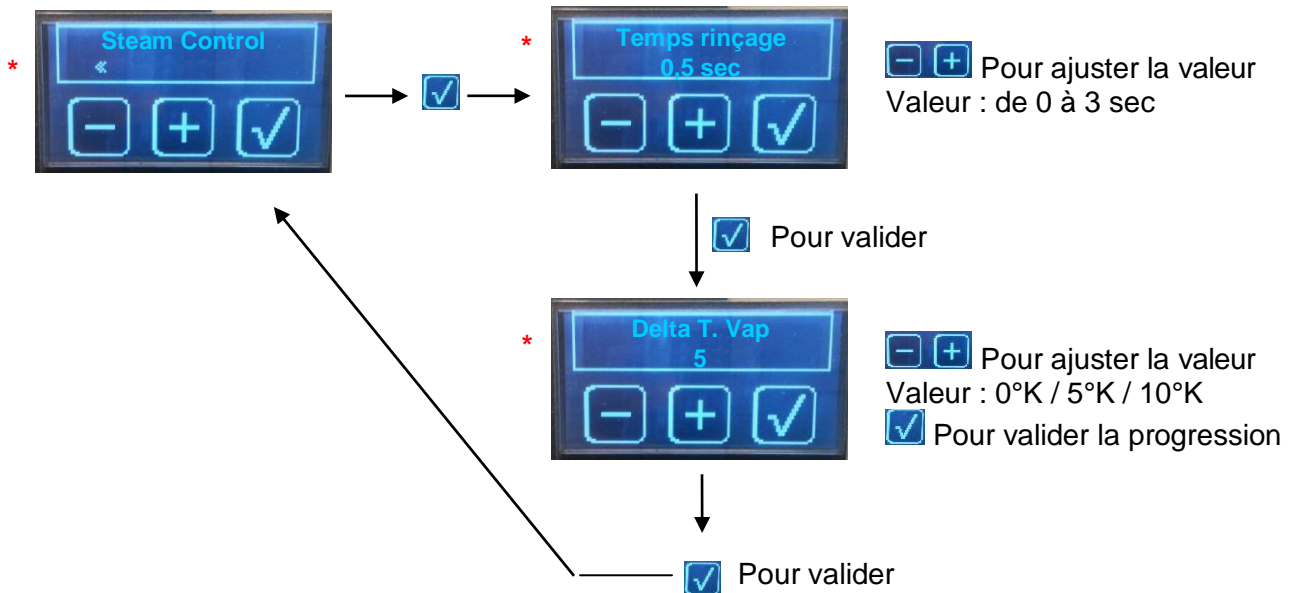 * Steam Control
«
* Temps rinçage
0,5 sec
Pour ajuster la valeur
Valeur : de 0 à 3 sec
Pour valider
* Delta T. Vap
5
Pour ajuster la valeur
Valeur : 0°K / 5°K / 10°K
Pour valider la progression
Pour valider